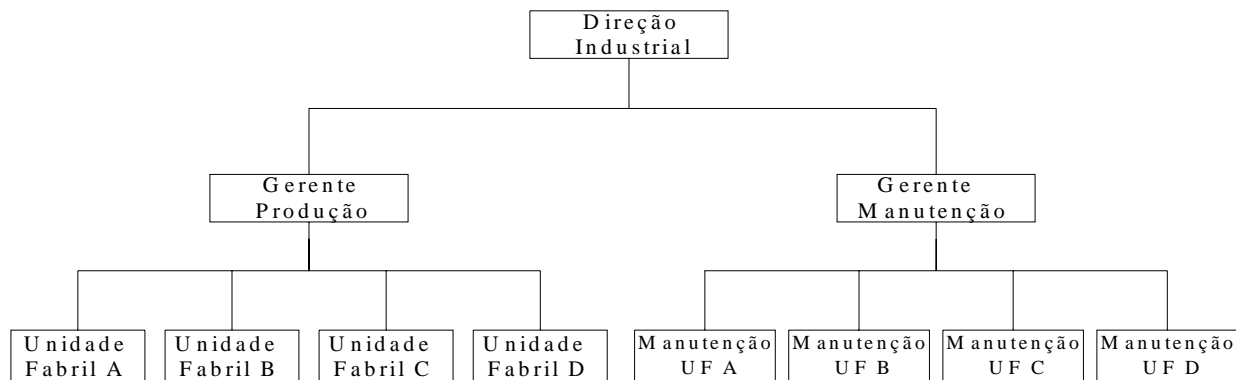 Direção
Industrial
Gerente
Produção
Gerente
Manutenção
Unidade
Fabril A
Unidade
Fabril B
Unidade
Fabril C
Unidade
Fabril D
Manutenção
UF A
Manutenção
UF B
Manutenção
UF C
Manutenção
UF D